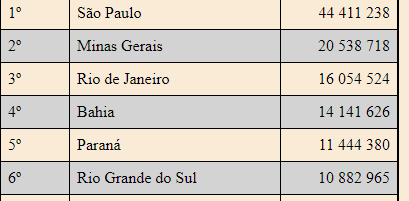 1º São Paulo 44 411 238
2º Minas Gerais 20 538 718
3º Rio de Janeiro 16 054 524
4º Bahia 14 141 626
5º Paraná 11 444 380
6º Rio Grande do Sul 10 882 965